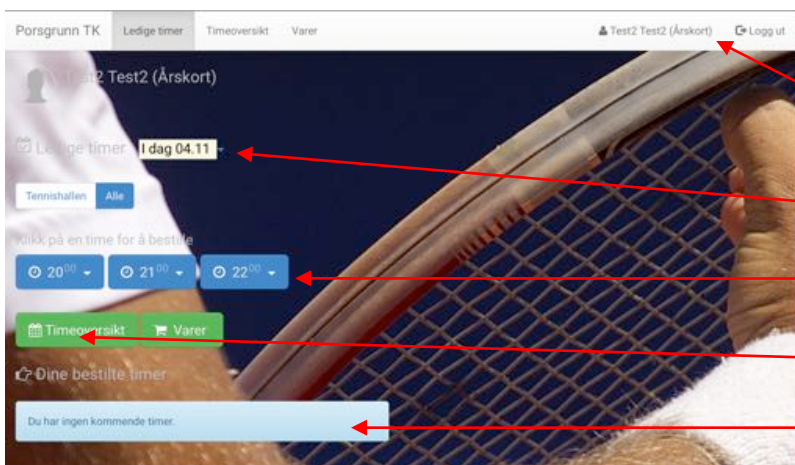 Porsgrunn TK Ledige timer Timeoversikt Varer Test2 Test2 (Årskort) Logg ut
Test2 Test2 (Årskort)
Ledige timer I dag 04.11
Tennishallen Alle
Klikk på en time for å bestille
20⁰⁰ 21⁰⁰ 22⁰⁰
Timeoversikt Varer
Dine bestilte timer
Du har ingen kommende timer.